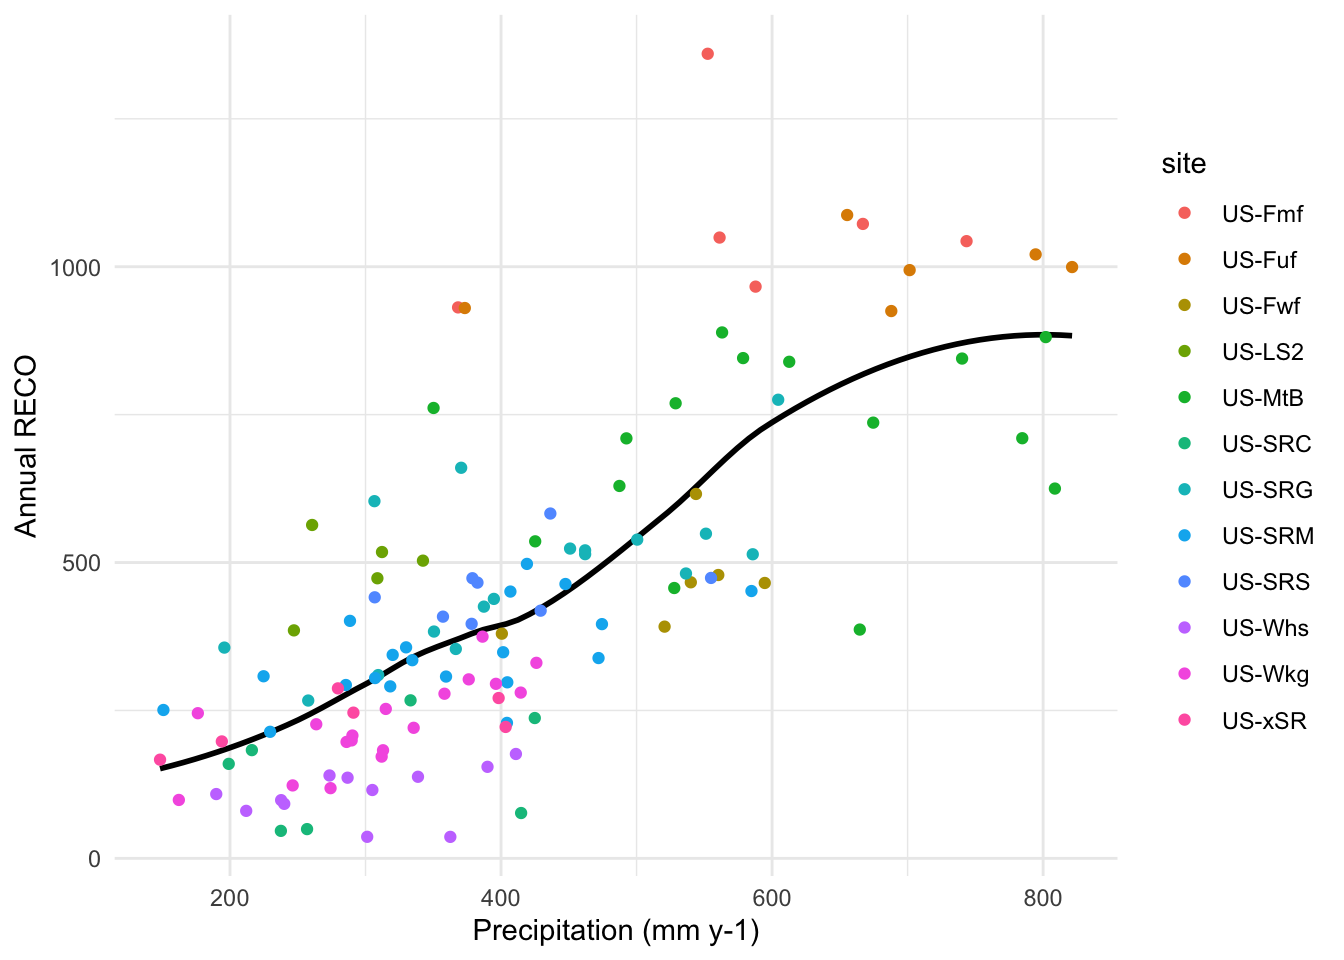 1000
500
0
Annual RECO
200
400
600
800
Precipitation (mm y-1)
site
US-Fmf
US-Fuf
US-Fwf
US-LS2
US-MtB
US-SRC
US-SRG
US-SRM
US-SRS
US-Whs
US-Wkg
US-xSR